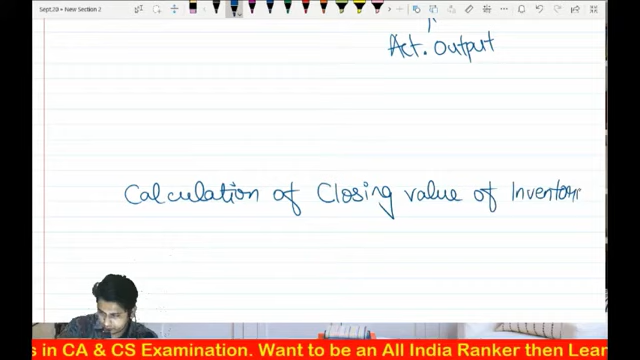 Sept.20 • New Section 2
Act. output
Calculation of Closing value of Inventory
s in CA & CS Examination. Want to be an All India Ranker then Lear